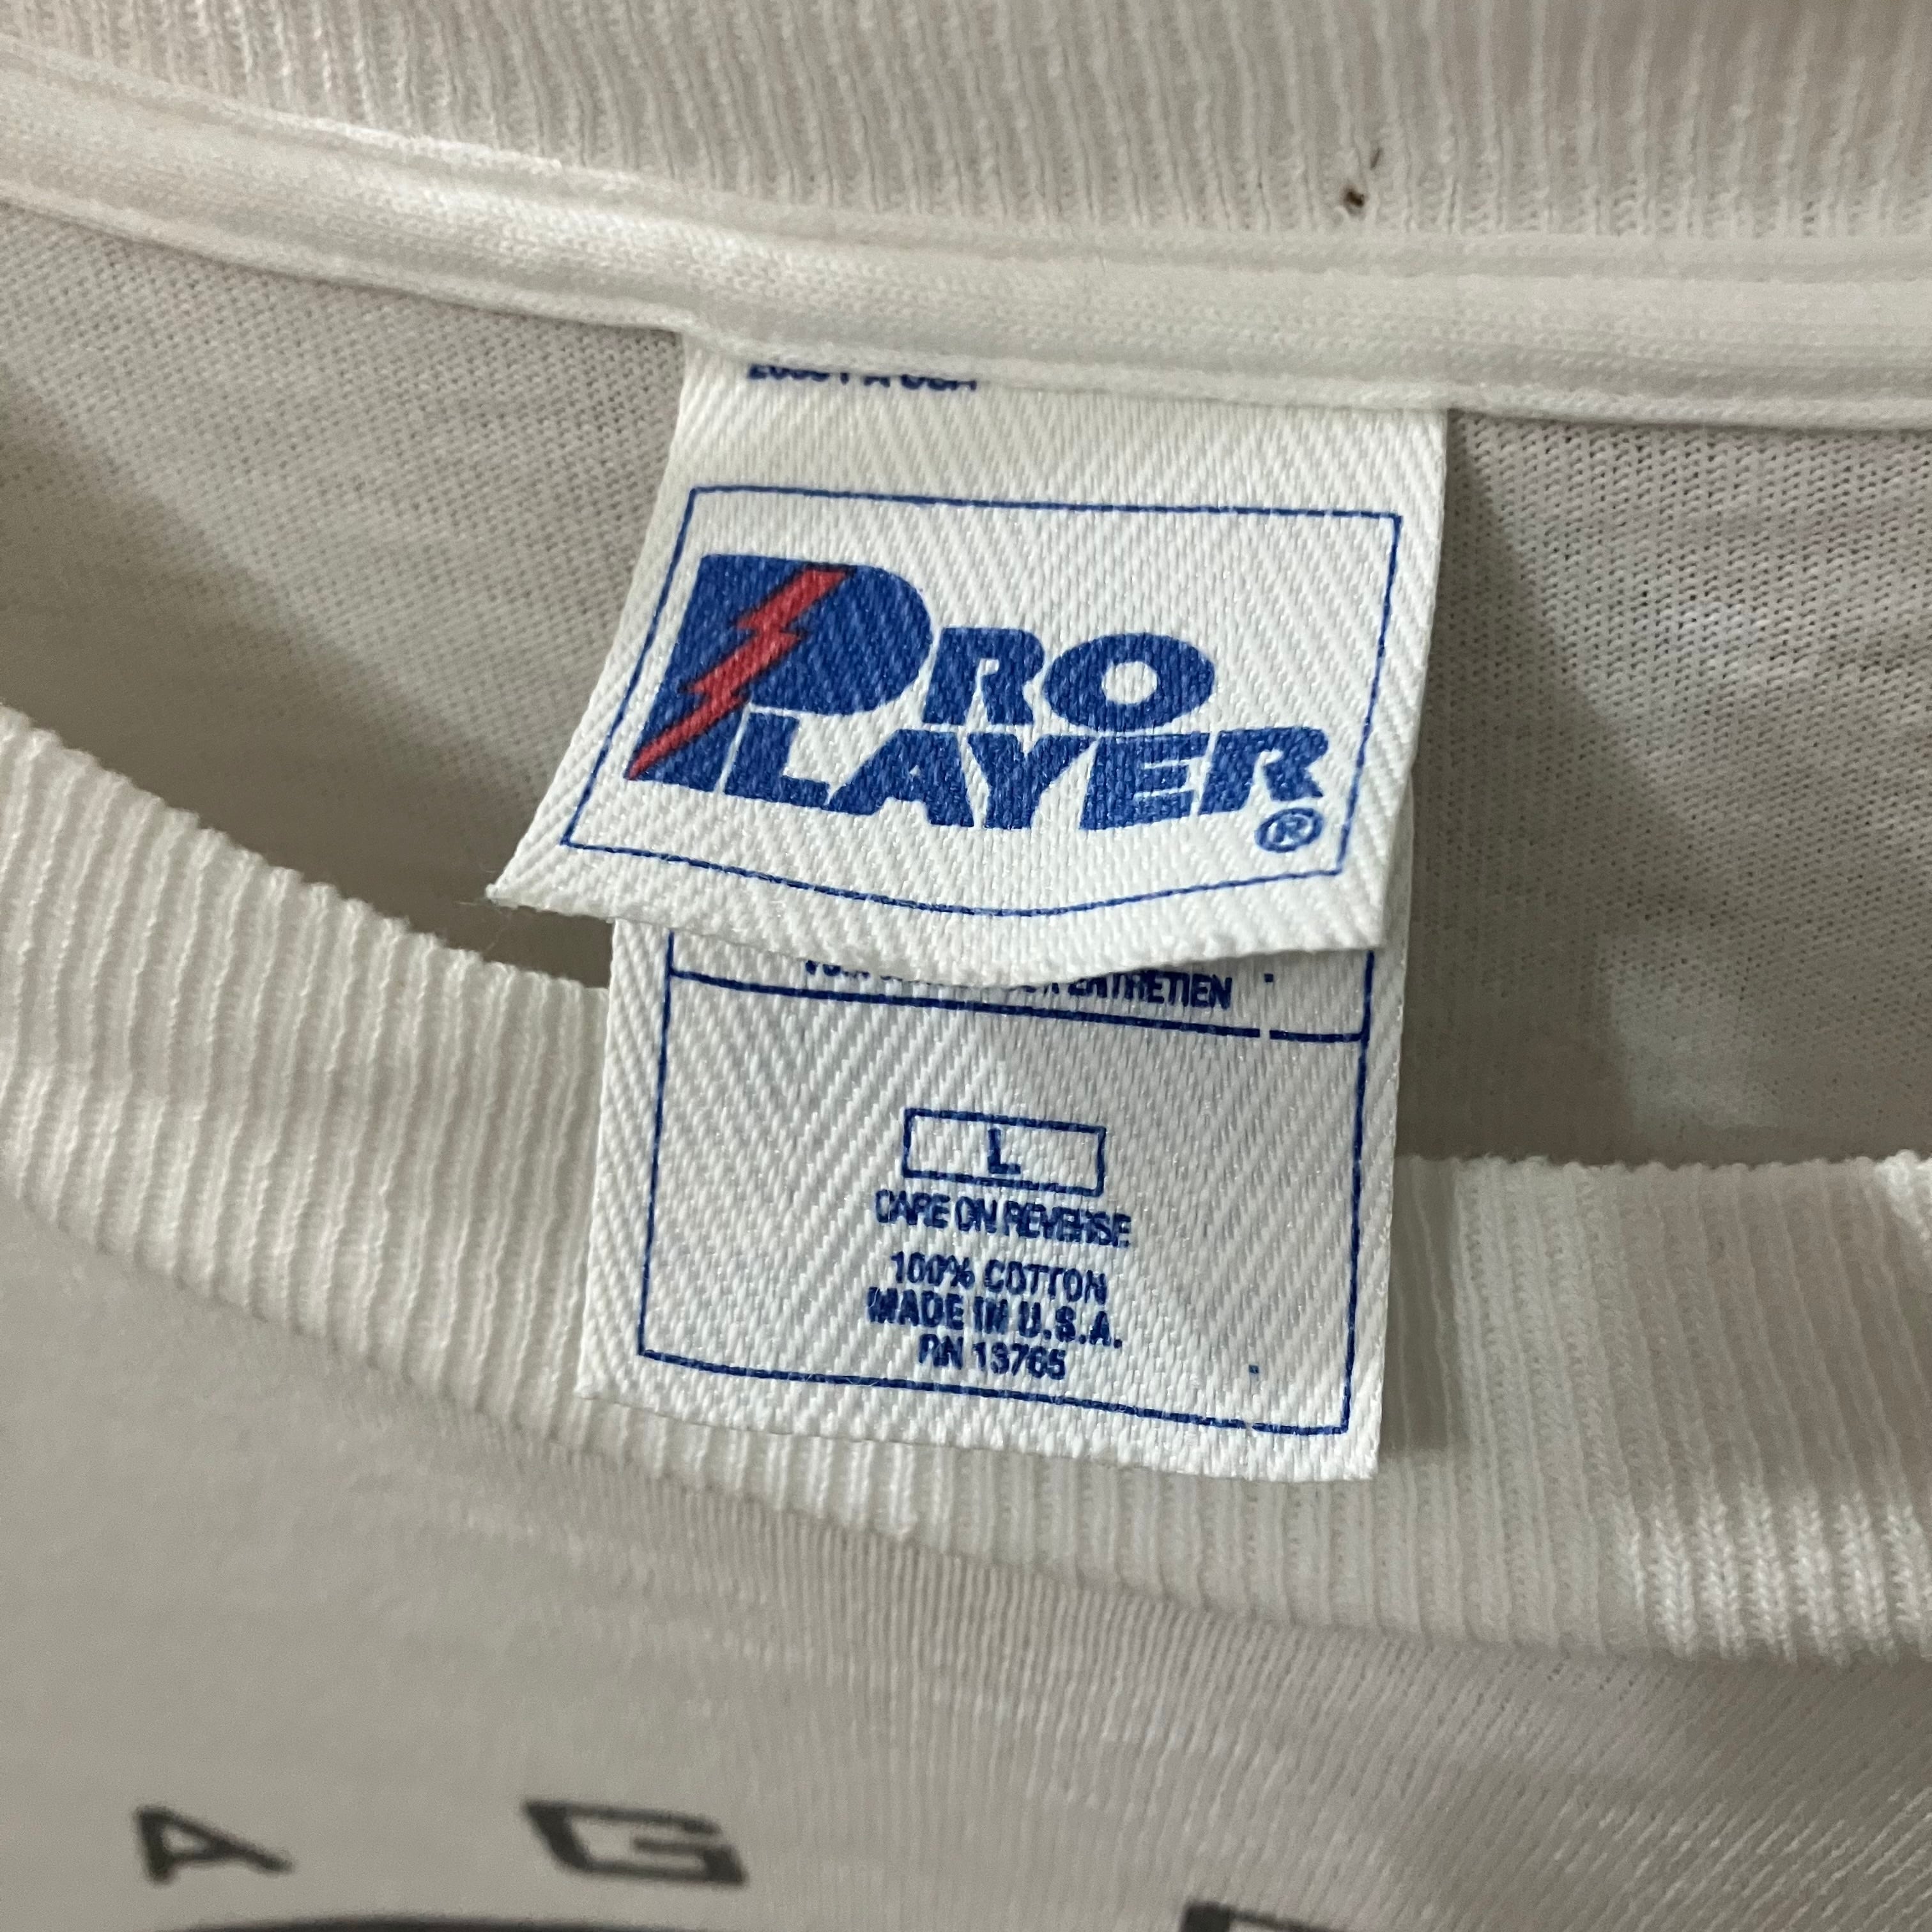 PRO
PLAYER
®
ENTRETIEN
L
CARE ON REVERSE
100% COTTON
MADE IN U.S.A.
RN 13765
A G